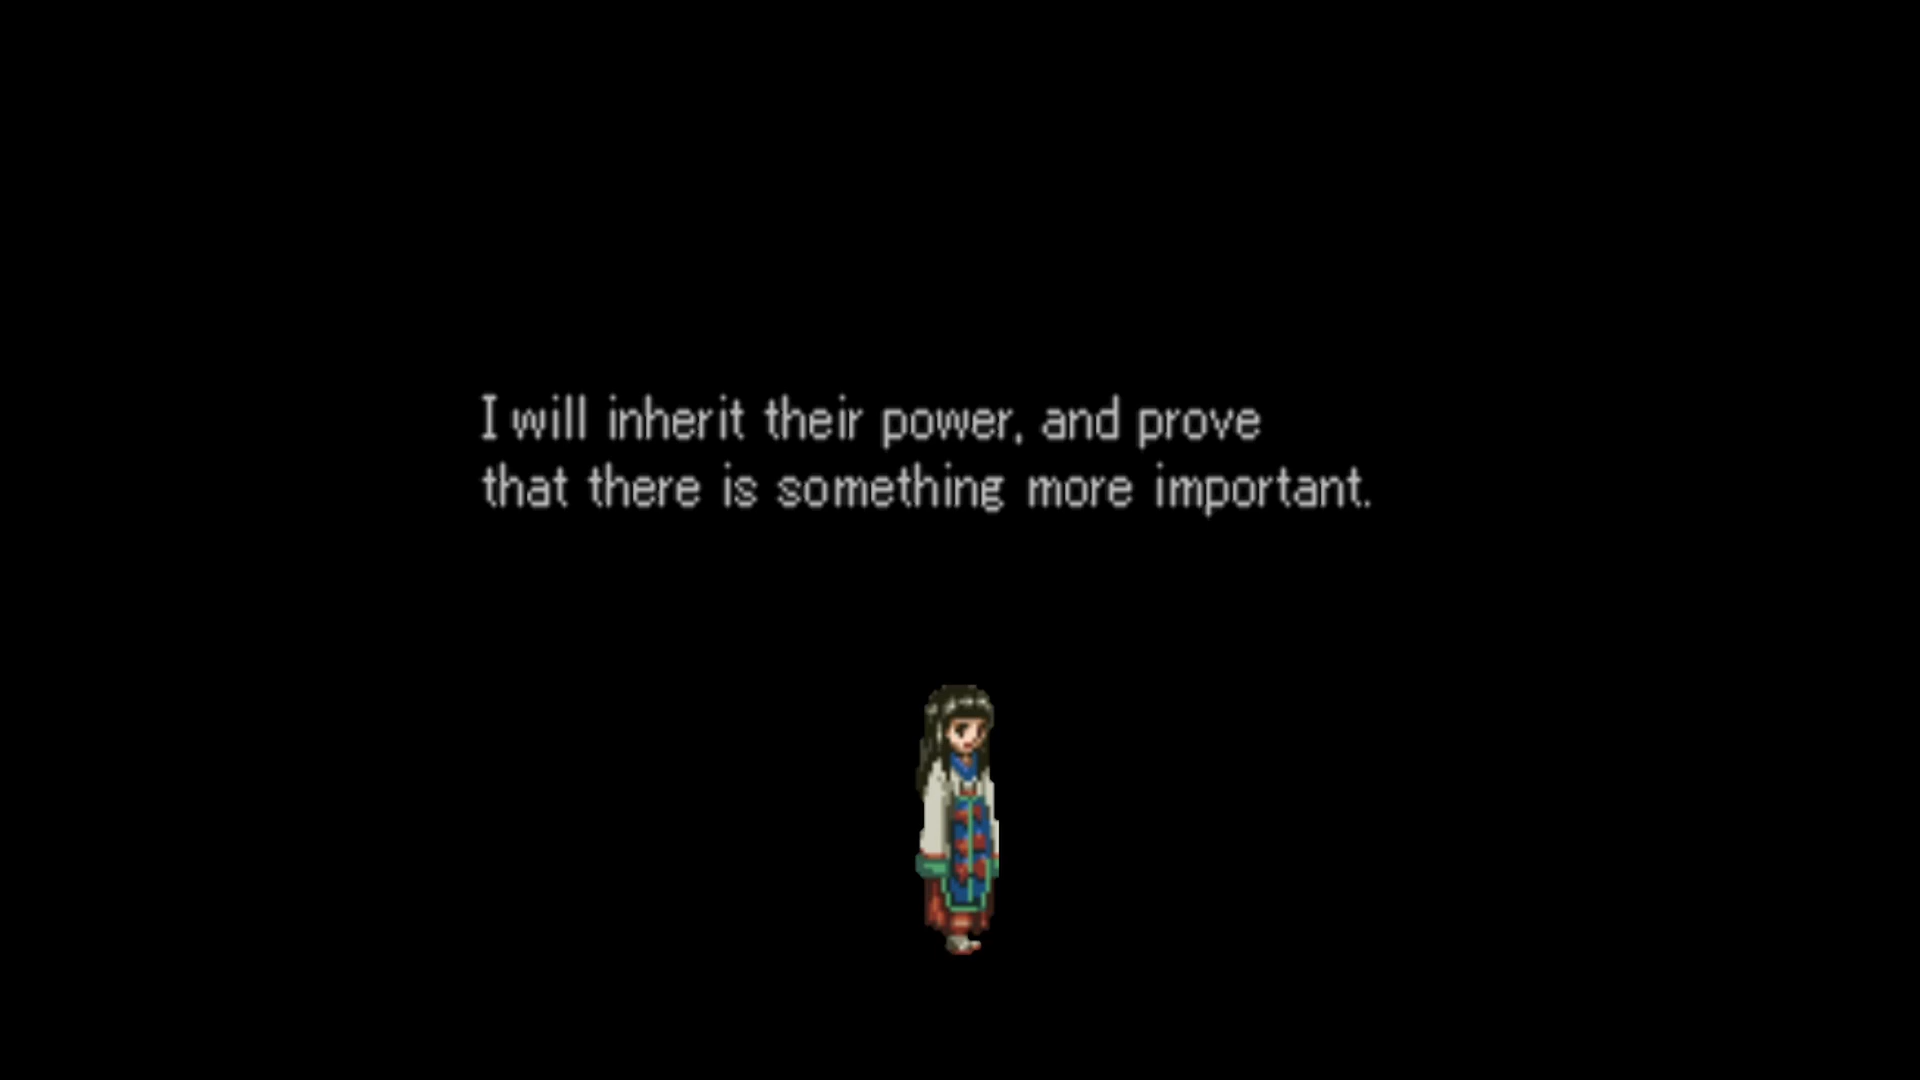 I will inherit their power, and prove
that there is something more important.